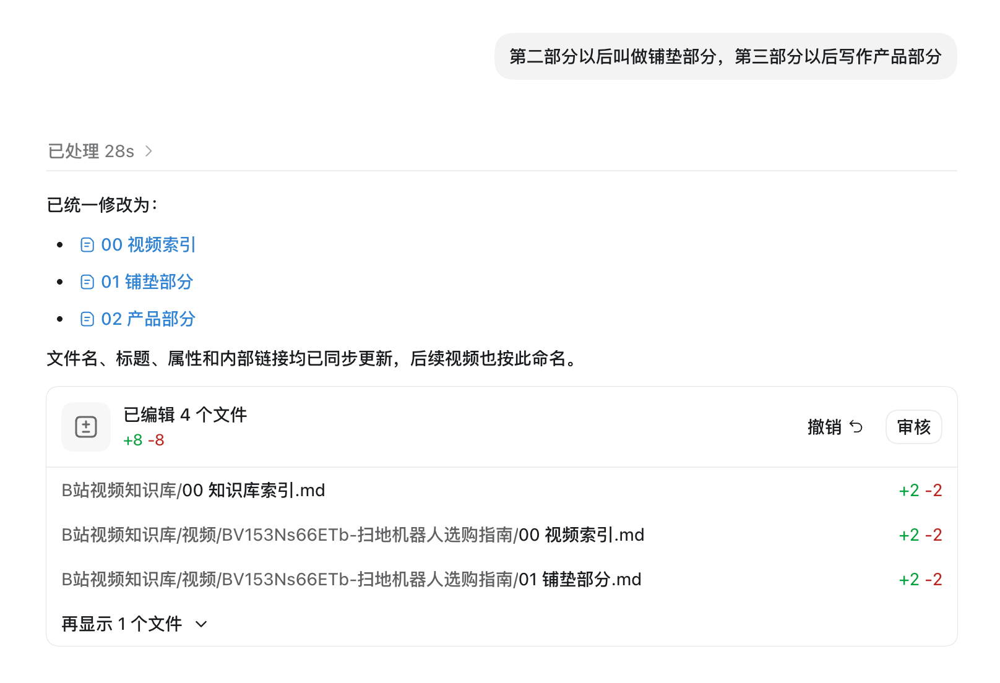 第二部分以后叫做铺垫部分，第三部分以后写作产品部分
已处理 28s
已统一修改为：
00 视频索引
01 铺垫部分
02 产品部分
文件名、标题、属性和内部链接均已同步更新，后续视频也按此命名。
已编辑 4 个文件
+8 -8
撤销
审核
B站视频知识库/00 知识库索引.md +2 -2
B站视频知识库/视频/BV153Ns66ETb-扫地机器人选购指南/00 视频索引.md +2 -2
B站视频知识库/视频/BV153Ns66ETb-扫地机器人选购指南/01 铺垫部分.md +2 -2
再显示 1 个文件